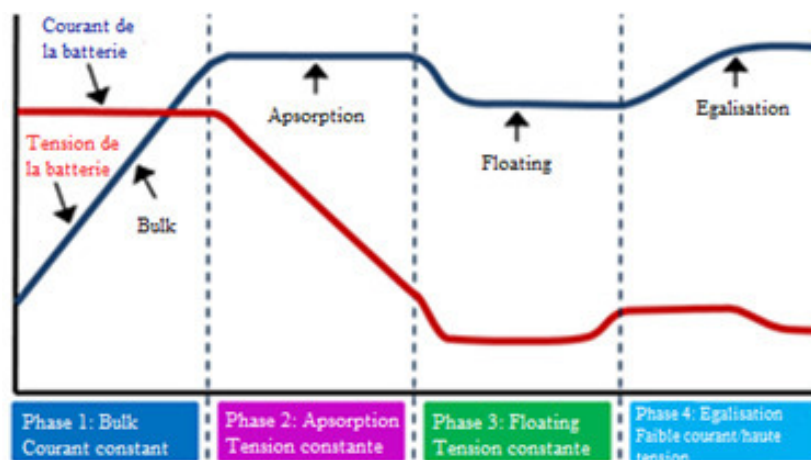 Courant de
la batterie
Tension de
la batterie
Bulk
Apsorption
Floating
Egalisation
Phase 1: Bulk
Courant constant
Phase 2: Apsorption
Tension constante
Phase 3: Floating
Tension constante
Phase 4: Egalisation
Faible courant/haute
tension